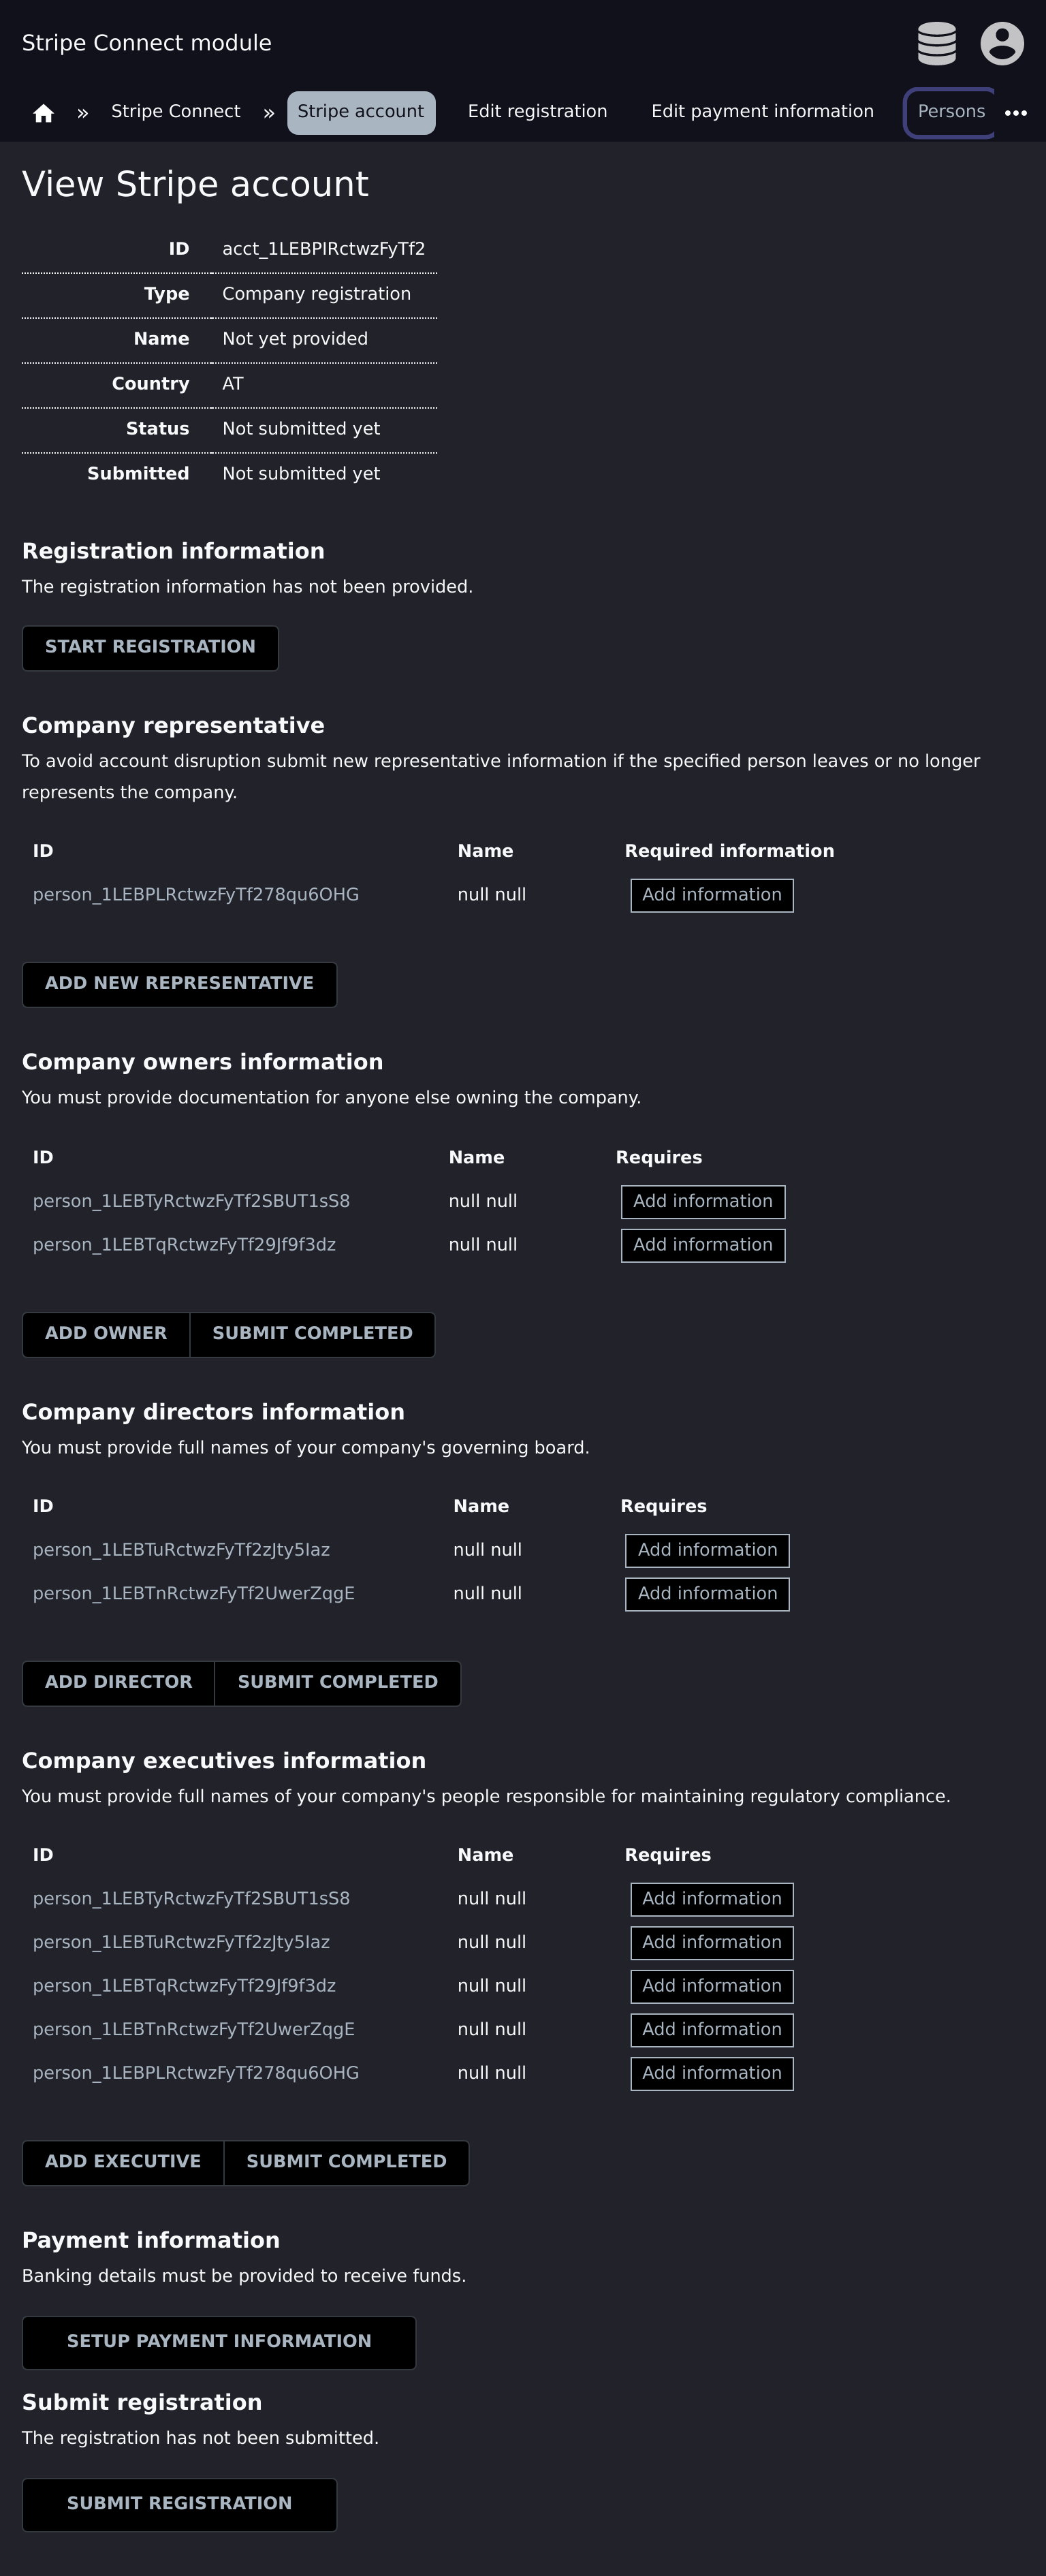 Stripe Connect module
» Stripe Connect » Stripe account Edit registration Edit payment information Persons •••
View Stripe account
ID acct_1LEBPIRctwzFyTf2
Type Company registration
Name Not yet provided
Country AT
Status Not submitted yet
Submitted Not submitted yet
Registration information
The registration information has not been provided.
START REGISTRATION
Company representative
To avoid account disruption submit new representative information if the specified person leaves or no longer
represents the company.
ID Name Required information
person_1LEBPLRctwzFyTf278qu6OHG null null Add information
ADD NEW REPRESENTATIVE
Company owners information
You must provide documentation for anyone else owning the company.
ID Name Requires
person_1LEBTyRctwzFyTf2SBUT1sS8 null null Add information
person_1LEBTqRctwzFyTf29Jf9f3dz null null Add information
ADD OWNER SUBMIT COMPLETED
Company directors information
You must provide full names of your company's governing board.
ID Name Requires
person_1LEBTuRctwzFyTf2zJty5Iaz null null Add information
person_1LEBTnRctwzFyTf2UwerZqgE null null Add information
ADD DIRECTOR SUBMIT COMPLETED
Company executives information
You must provide full names of your company's people responsible for maintaining regulatory compliance.
ID Name Requires
person_1LEBTyRctwzFyTf2SBUT1sS8 null null Add information
person_1LEBTuRctwzFyTf2zJty5Iaz null null Add information
person_1LEBTqRctwzFyTf29Jf9f3dz null null Add information
person_1LEBTnRctwzFyTf2UwerZqgE null null Add information
person_1LEBPLRctwzFyTf278qu6OHG null null Add information
ADD EXECUTIVE SUBMIT COMPLETED
Payment information
Banking details must be provided to receive funds.
SETUP PAYMENT INFORMATION
Submit registration
The registration has not been submitted.
SUBMIT REGISTRATION